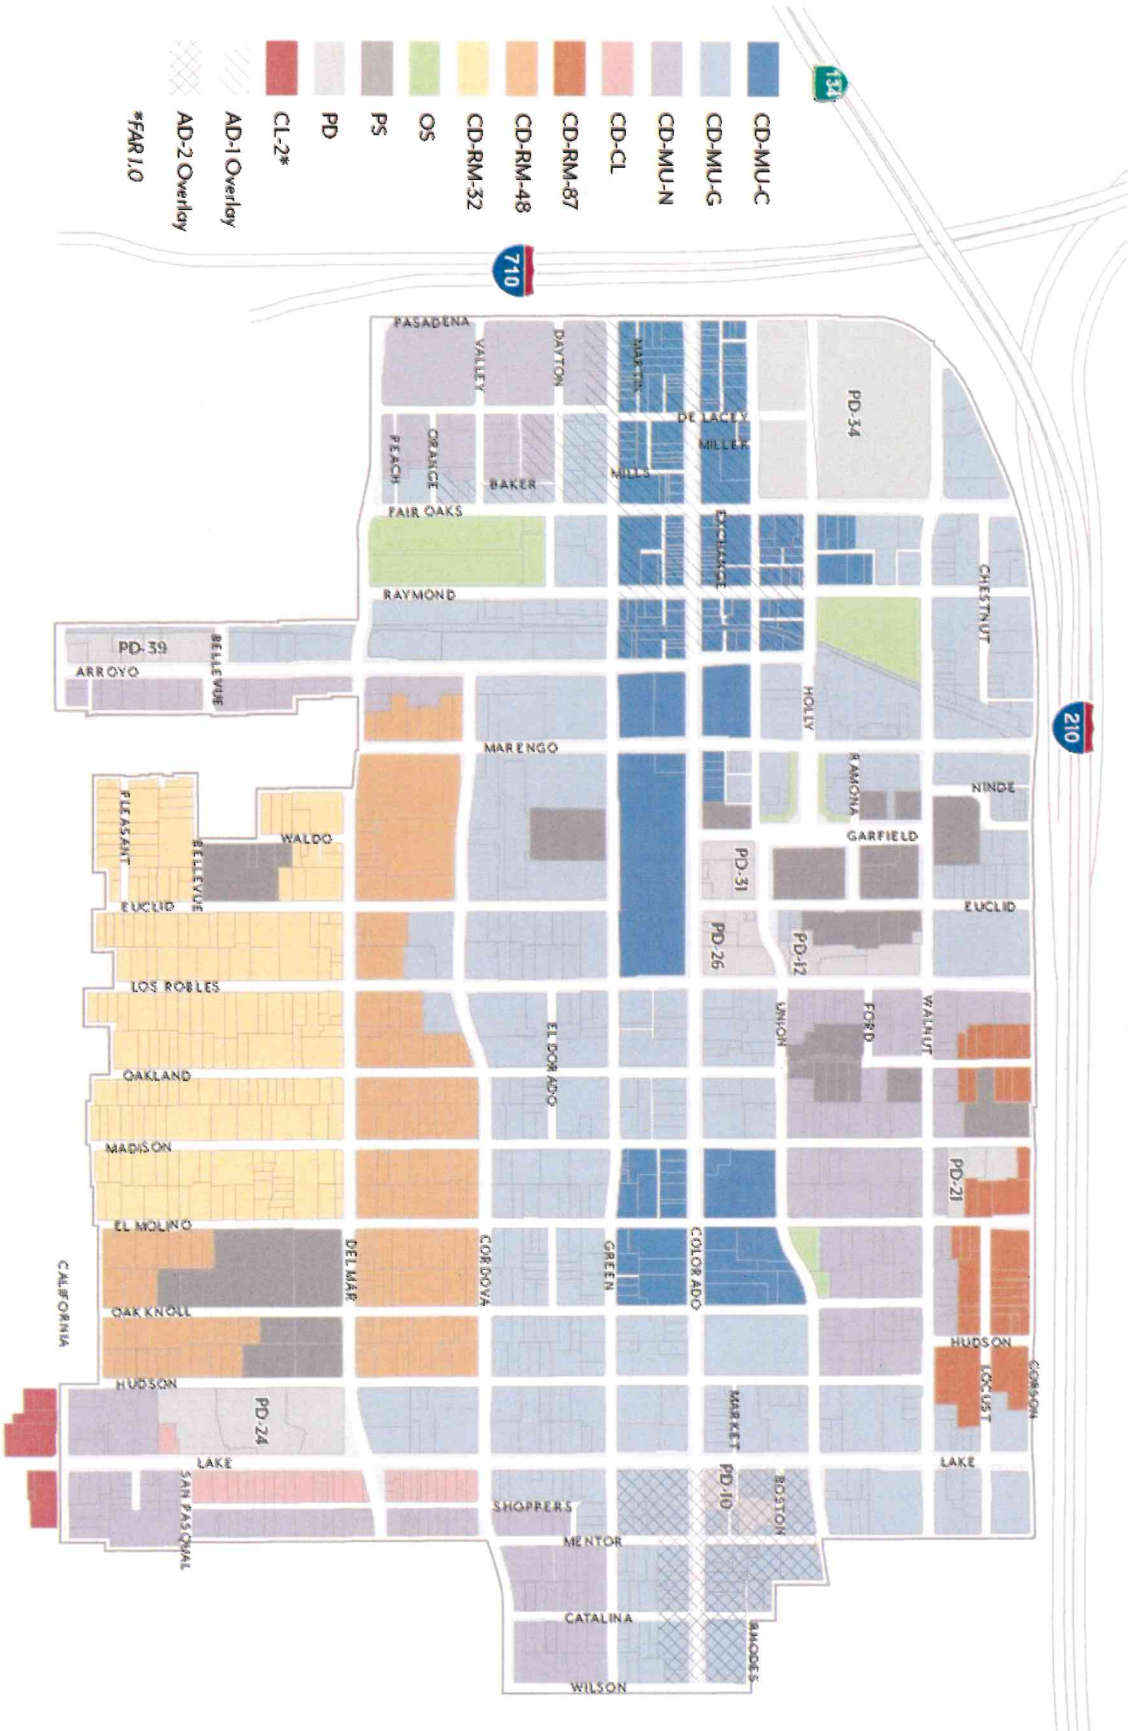 134
710
210
CD-MU-C
CD-MU-G
CD-MU-N
CD-CL
CD-RM-87
CD-RM-48
CD-RM-32
OS
PS
PD
CL-2*
AD-1 Overlay
AD-2 Overlay
*FAR 1.0
PASADENA
VALLEY
DAYTON
MARTIN
PD-34
DE LACEY
MILLER
MILLS
PEACH
ORANGE
BAKER
FAIR OAKS
EXCHANGE
CHESTNUT
RAYMOND
PD-39
BELLEVUE
ARROYO
HOLLY
MARENGO
RAMONA
NINDE
PLEASANT
BELLEVUE
WALDO
GARFIELD
PD-31
EUCLID
EUCLID
PD-26
PD-12
LOS ROBLES
EL DORADO
UNION
FORD
WALNUT
OAKLAND
MADISON
PD-21
EL MOLINO
DEL MAR
CORDOVA
GREEN
COLORADO
CALIFORNIA
OAK KNOLL
HUDSON
LOCUST
CORSON
HUDSON
PD-24
MARKET
LAKE
LAKE
SAN PASQUAL
SHOPPERS
PD-10
BOSTON
MENTOR
CATALINA
RHODES
WILSON